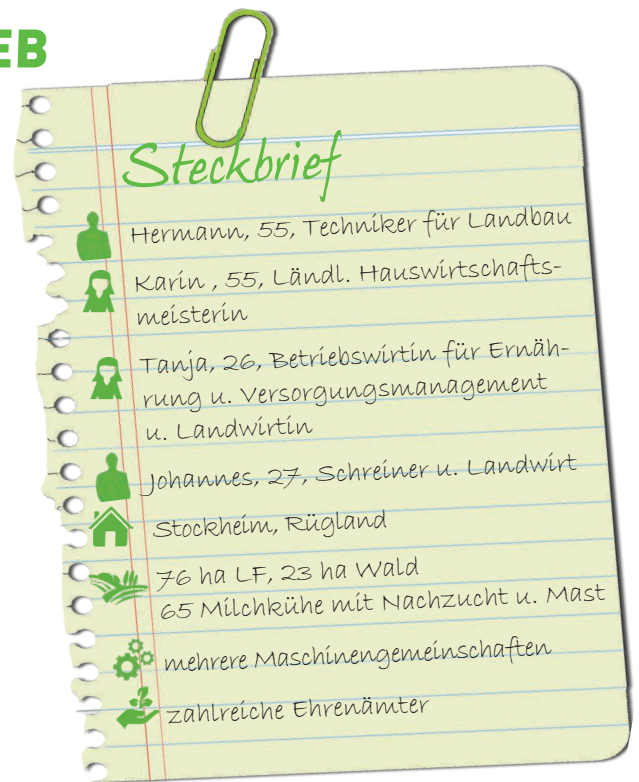 EB
Steckbrief
Hermann, 55, Techniker für Landbau
Karin , 55, Ländl. Hauswirtschafts-
meisterin
Tanja, 26, Betriebswirtin für Ernäh-
rung u. Versorgungsmanagement
u. Landwirtin
Johannes, 27, Schreiner u. Landwirt
Stockheim, Rügland
76 ha LF, 23 ha Wald
65 Milchkühe mit Nachzucht u. Mast
mehrere Maschinengemeinschaften
zahlreiche Ehrenämter